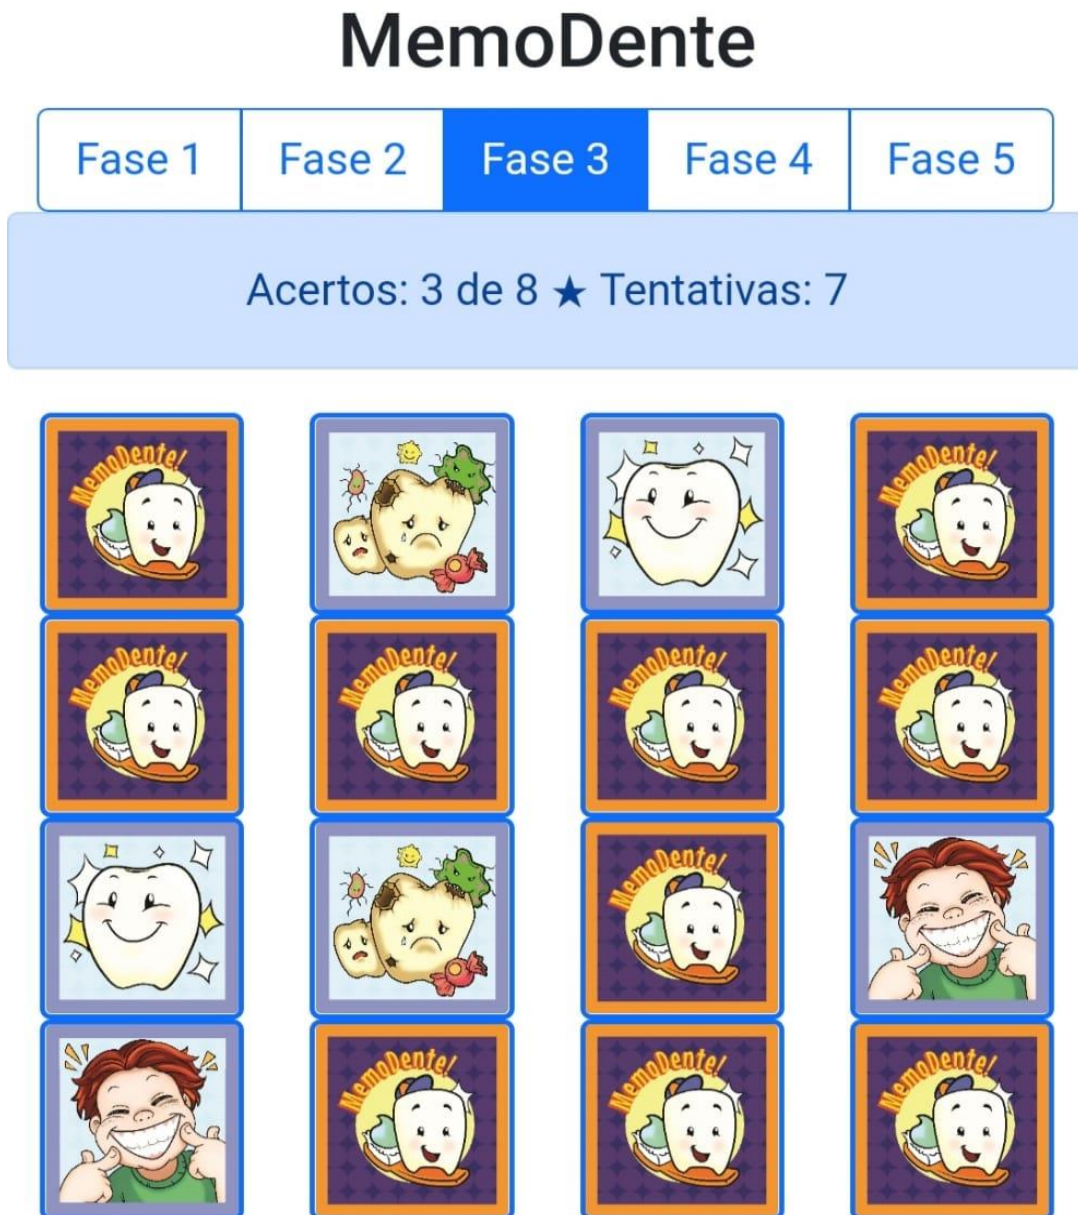 MemoDente
Fase 1 Fase 2 Fase 3 Fase 4 Fase 5
Acertos: 3 de 8 ★ Tentativas: 7
MemoDente! MemoDente!
MemoDente! MemoDente! MemoDente! MemoDente!
MemoDente!
MemoDente! MemoDente! MemoDente!